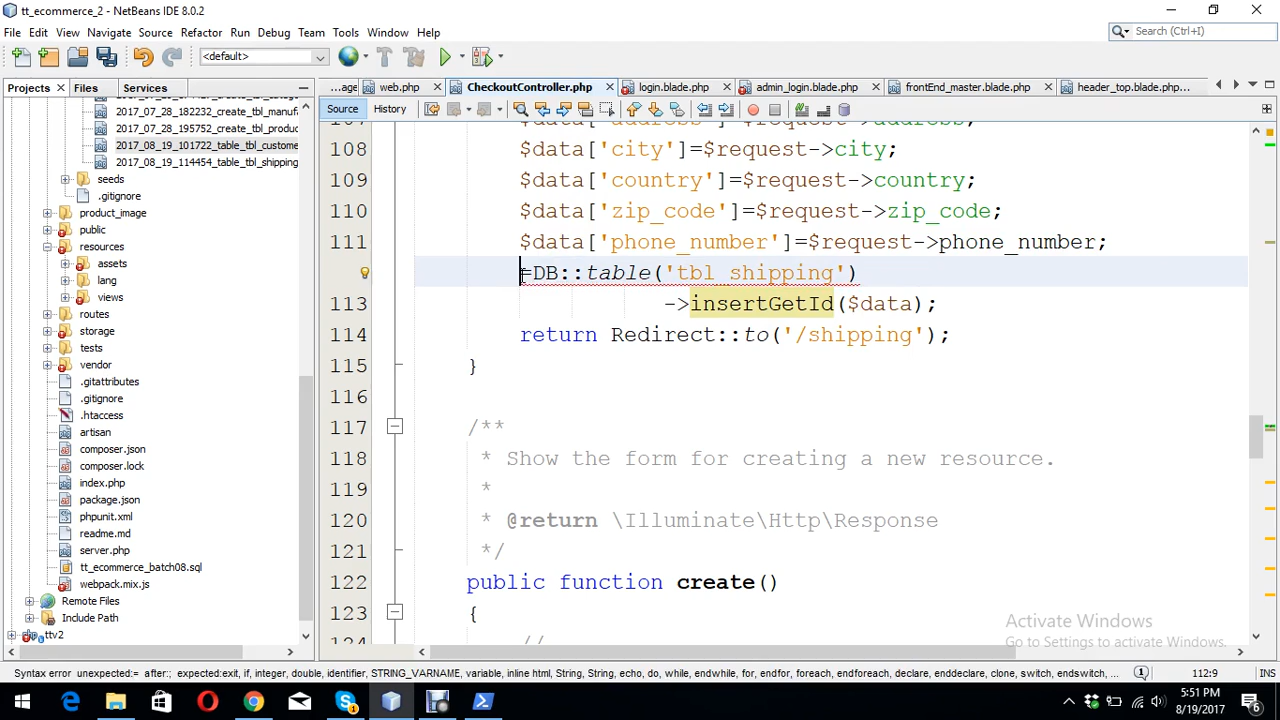 tt_ecommerce_2 - NetBeans IDE 8.0.2
File Edit View Navigate Source Refactor Run Debug Team Tools Window Help
Search (Ctrl+I)
<default>
Projects Files Services
...age web.php CheckoutController.php login.blade.php admin_login.blade.php frontEnd_master.blade.php header_top.blade.php...
Source History
2017_07_28_182232_create_tbl_manuf
2017_07_28_195752_create_tbl_produc
2017_08_19_101722_table_tbl_custome
2017_08_19_114454_table_tbl_shipping
seeds
.gitignore
product_image
public
resources
assets
lang
views
routes
storage
tests
vendor
.gitattributes
.gitignore
.htaccess
artisan
composer.json
composer.lock
index.php
package.json
phpunit.xml
readme.md
server.php
tt_ecommerce_batch08.sql
webpack.mix.js
Remote Files
Include Path
ttv2
108 $data['city']=$request->city;
109 $data['country']=$request->country;
110 $data['zip_code']=$request->zip_code;
111 $data['phone_number']=$request->phone_number;
=DB::table('tbl_shipping')
113 ->insertGetId($data);
114 return Redirect::to('/shipping');
115 }
116
117 /**
118 * Show the form for creating a new resource.
119 *
120 * @return \Illuminate\Http\Response
121 */
122 public function create()
123 {
124 //
Activate Windows
Go to Settings to activate Windows.
Syntax error unexpected:= after: ; expected:exit, if, integer, double, identifier, STRING_VARNAME, variable, inline html, String, String, echo, do, while, endwhile, for, endfor, foreach, endforeach, declare, enddeclare, clone, switch, endswitch,...
1
112:9
INS
5:51 PM
8/19/2017
6